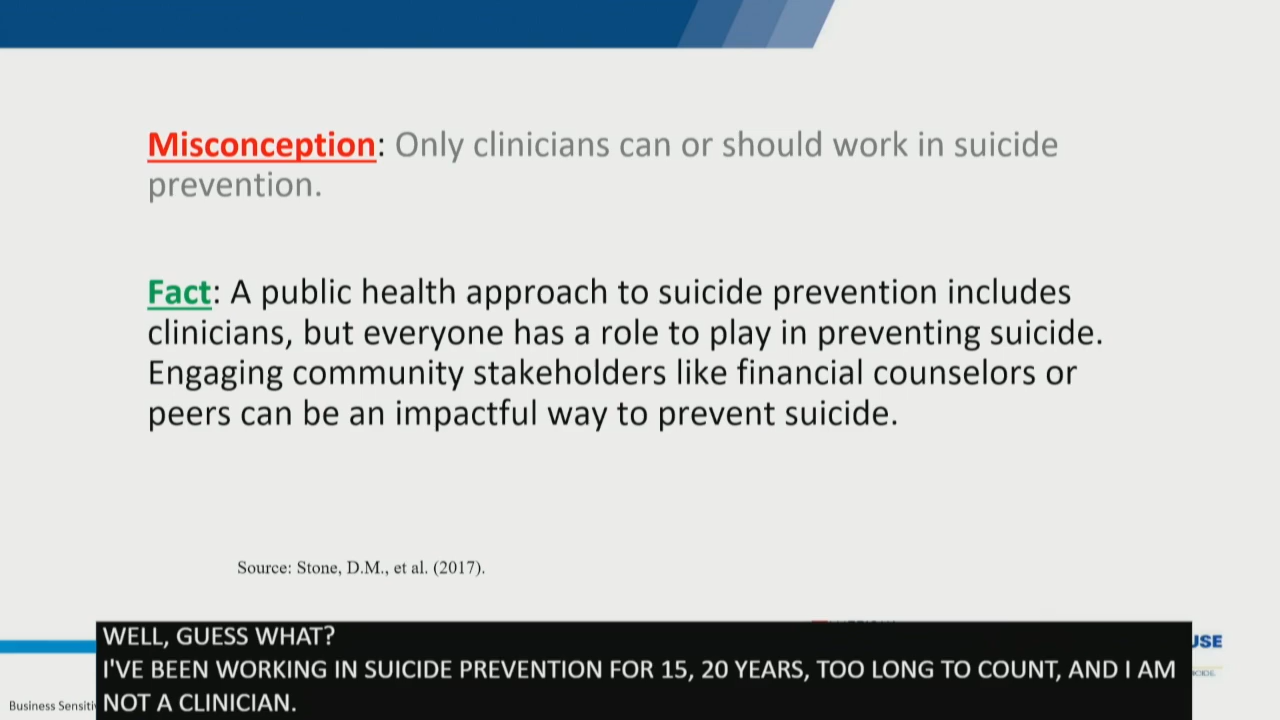 Misconception: Only clinicians can or should work in suicide
prevention.
Fact: A public health approach to suicide prevention includes
clinicians, but everyone has a role to play in preventing suicide.
Engaging community stakeholders like financial counselors or
peers can be an impactful way to prevent suicide.
Source: Stone, D.M., et al. (2017).
WELL, GUESS WHAT?
I'VE BEEN WORKING IN SUICIDE PREVENTION FOR 15, 20 YEARS, TOO LONG TO COUNT, AND I AM
NOT A CLINICIAN.
Business